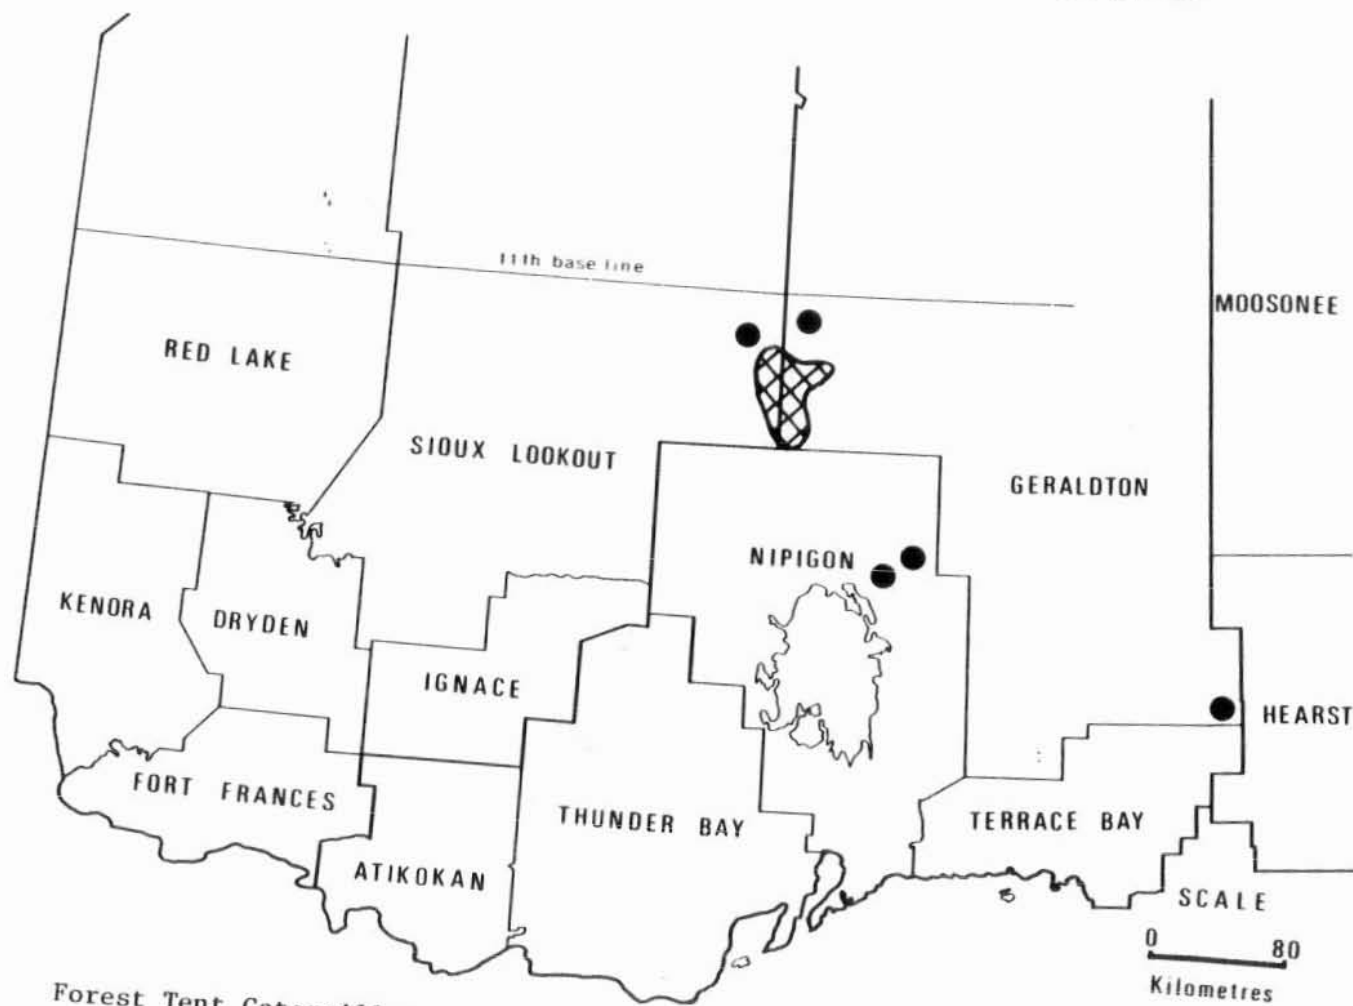 11th base line
MOOSONEE
RED LAKE
SIOUX LOOKOUT
GERALDTON
NIPIGON
KENORA
DRYDEN
IGNACE
HEARST
FORT FRANCES
THUNDER BAY
TERRACE BAY
ATIKOKAN
SCALE
0 80
Kilometres
Forest Tent